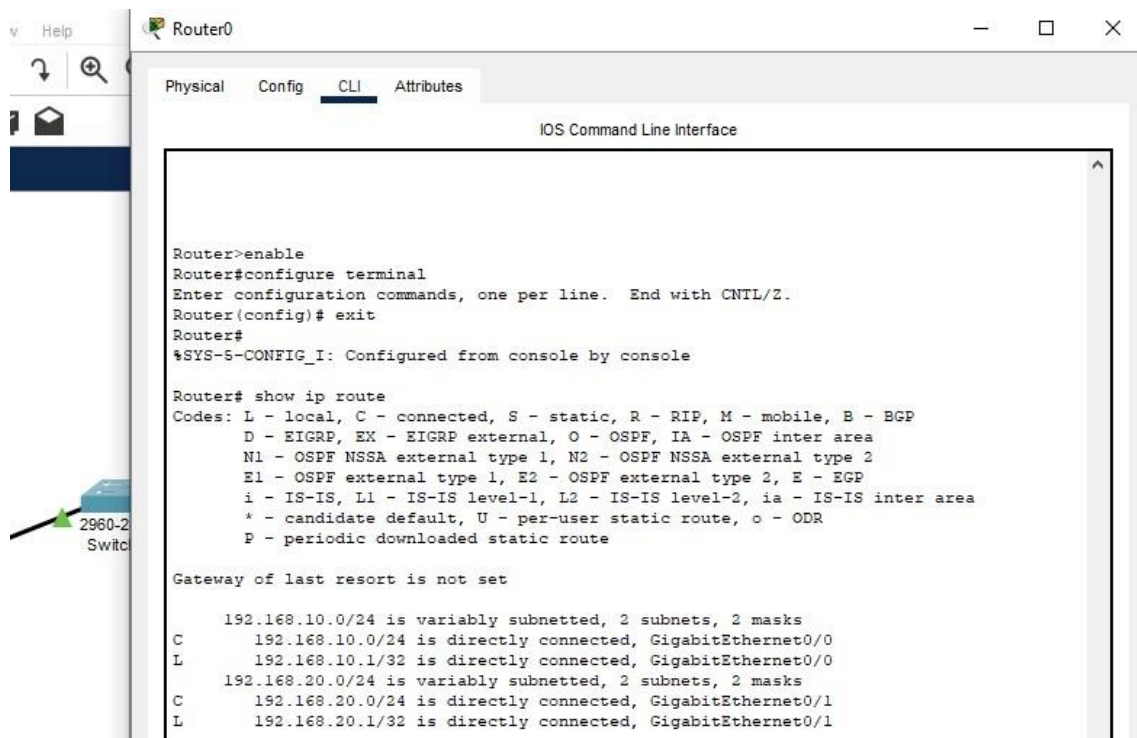 Help
Router0
Physical Config CLI Attributes
IOS Command Line Interface
Router>enable
Router#configure terminal
Enter configuration commands, one per line.  End with CNTL/Z.
Router(config)# exit
Router#
%SYS-5-CONFIG_I: Configured from console by console
Router# show ip route
Codes: L - local, C - connected, S - static, R - RIP, M - mobile, B - BGP
D - EIGRP, EX - EIGRP external, O - OSPF, IA - OSPF inter area
N1 - OSPF NSSA external type 1, N2 - OSPF NSSA external type 2
E1 - OSPF external type 1, E2 - OSPF external type 2, E - EGP
i - IS-IS, L1 - IS-IS level-1, L2 - IS-IS level-2, ia - IS-IS inter area
* - candidate default, U - per-user static route, o - ODR
P - periodic downloaded static route
2960-2
Switc
Gateway of last resort is not set
192.168.10.0/24 is variably subnetted, 2 subnets, 2 masks
C 192.168.10.0/24 is directly connected, GigabitEthernet0/0
L 192.168.10.1/32 is directly connected, GigabitEthernet0/0
192.168.20.0/24 is variably subnetted, 2 subnets, 2 masks
C 192.168.20.0/24 is directly connected, GigabitEthernet0/1
L 192.168.20.1/32 is directly connected, GigabitEthernet0/1